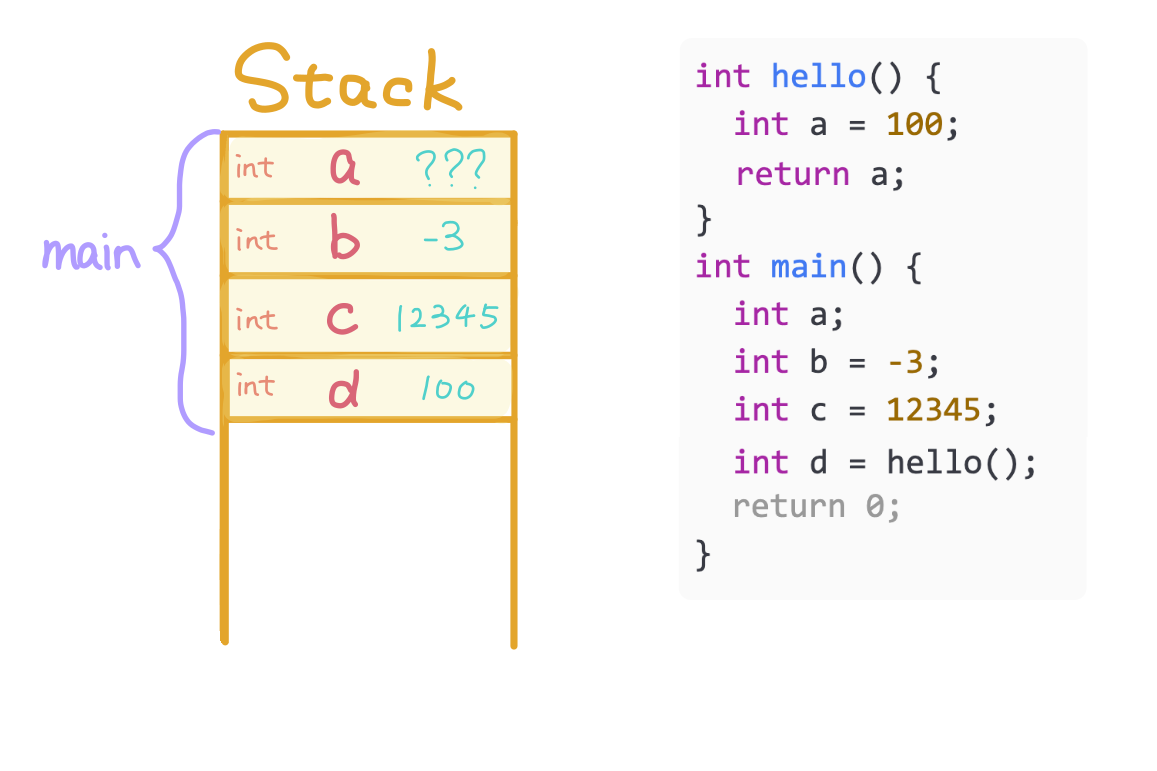 Stack
main
int a ???
int b -3
int c 12345
int d 100
int hello() {
int a = 100;
return a;
}
int main() {
int a;
int b = -3;
int c = 12345;
int d = hello();
return 0;
}